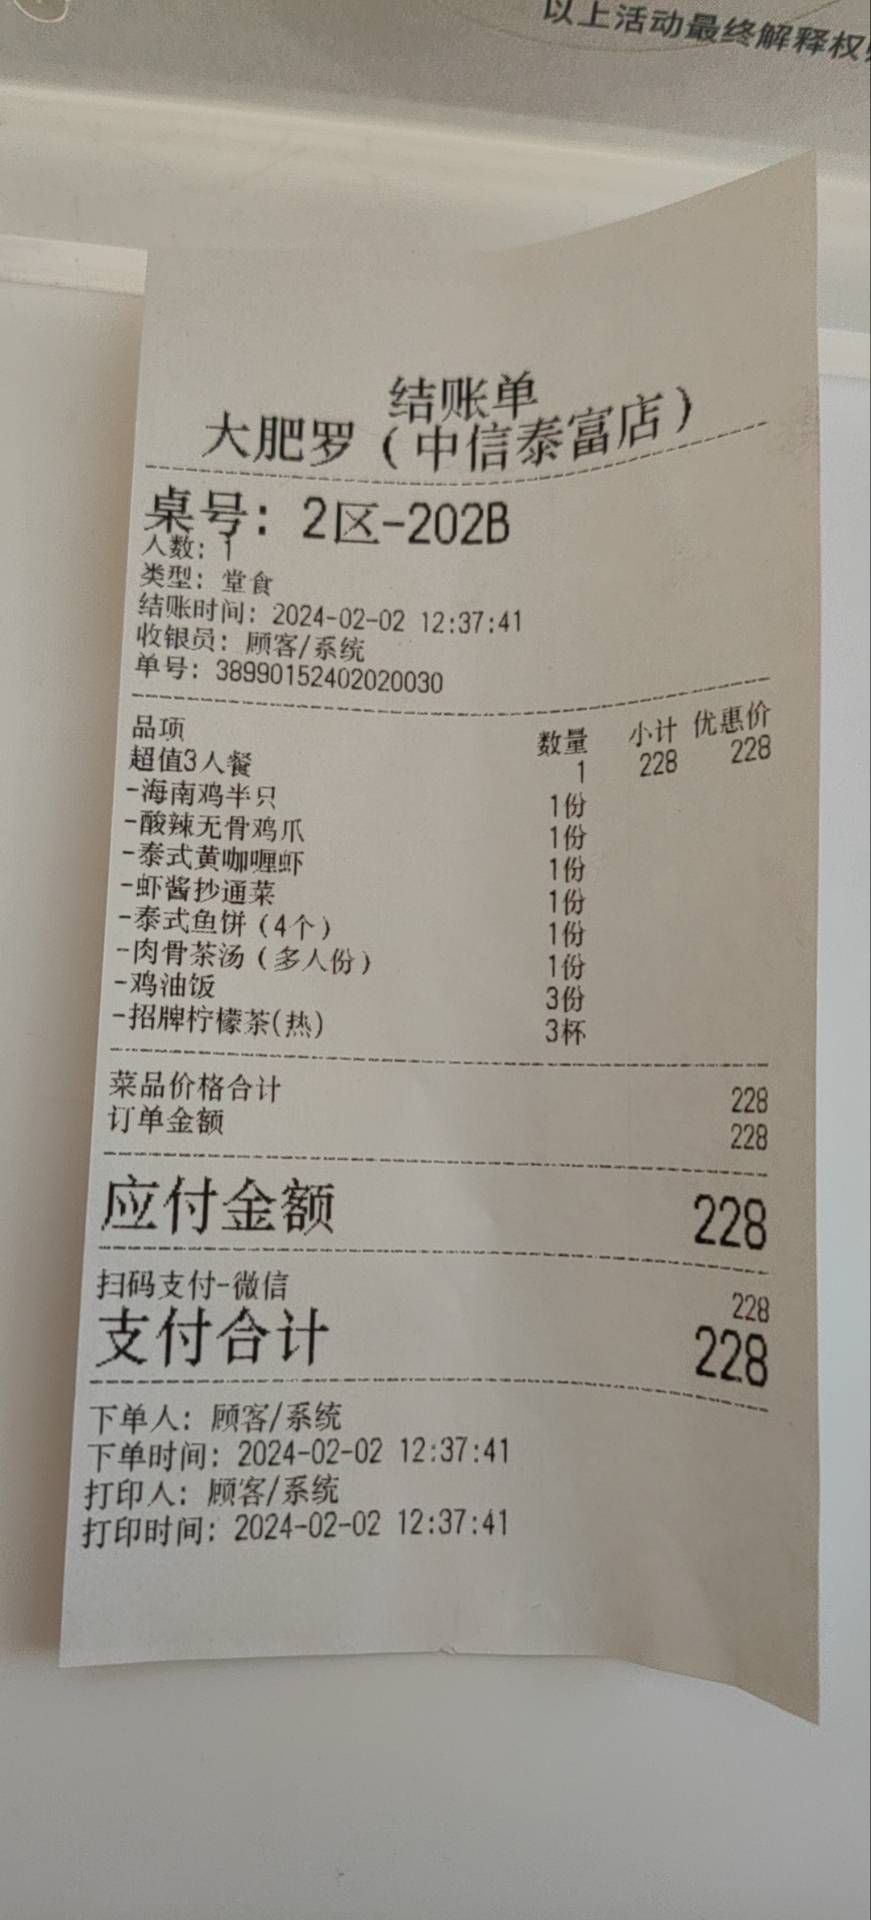 以上活动最终解释权
结账单
大肥罗（中信泰富店）
桌号：2区-202B
人数：1
类型：堂食
结账时间：2024-02-02 12:37:41
收银员：顾客/系统
单号：38990152402020030
品项 数量 小计 优惠价
超值3人餐 1 228 228
-海南鸡半只 1份
-酸辣无骨鸡爪 1份
-泰式黄咖喱虾 1份
-虾酱抄通菜 1份
-泰式鱼饼（4个） 1份
-肉骨茶汤（多人份） 1份
-鸡油饭 3份
-招牌柠檬茶(热) 3杯
菜品价格合计 228
订单金额 228
应付金额 228
扫码支付-微信 228
支付合计 228
下单人：顾客/系统
下单时间：2024-02-02 12:37:41
打印人：顾客/系统
打印时间：2024-02-02 12:37:41